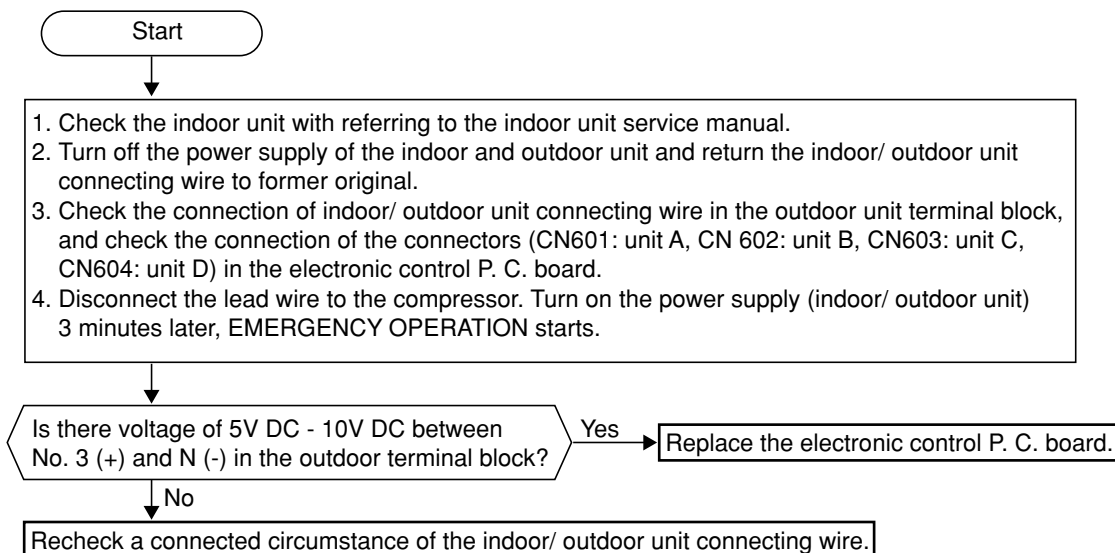 Start
1. Check the indoor unit with referring to the indoor unit service manual.
2. Turn off the power supply of the indoor and outdoor unit and return the indoor/ outdoor unit
connecting wire to former original.
3. Check the connection of indoor/ outdoor unit connecting wire in the outdoor unit terminal block,
and check the connection of the connectors (CN601: unit A, CN 602: unit B, CN603: unit C,
CN604: unit D) in the electronic control P. C. board.
4. Disconnect the lead wire to the compressor. Turn on the power supply (indoor/ outdoor unit)
3 minutes later, EMERGENCY OPERATION starts.
Is there voltage of 5V DC - 10V DC between
No. 3 (+) and N (-) in the outdoor terminal block?
Yes
Replace the electronic control P. C. board.
No
Recheck a connected circumstance of the indoor/ outdoor unit connecting wire.